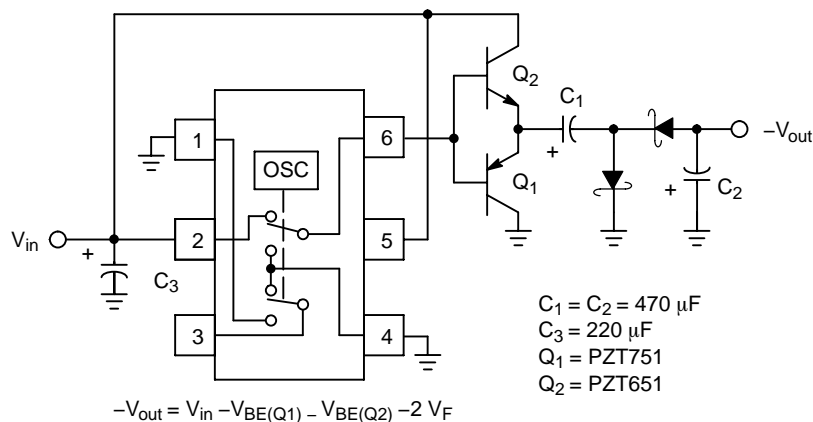 Q2
C1
1
6
−Vout
OSC
+
Q1
+
C2
Vin
2
5
+
C3
3
4
C1 = C2 = 470 μF
C3 = 220 μF
Q1 = PZT751
Q2 = PZT651
−Vout = Vin −VBE(Q1) − VBE(Q2) −2 VF